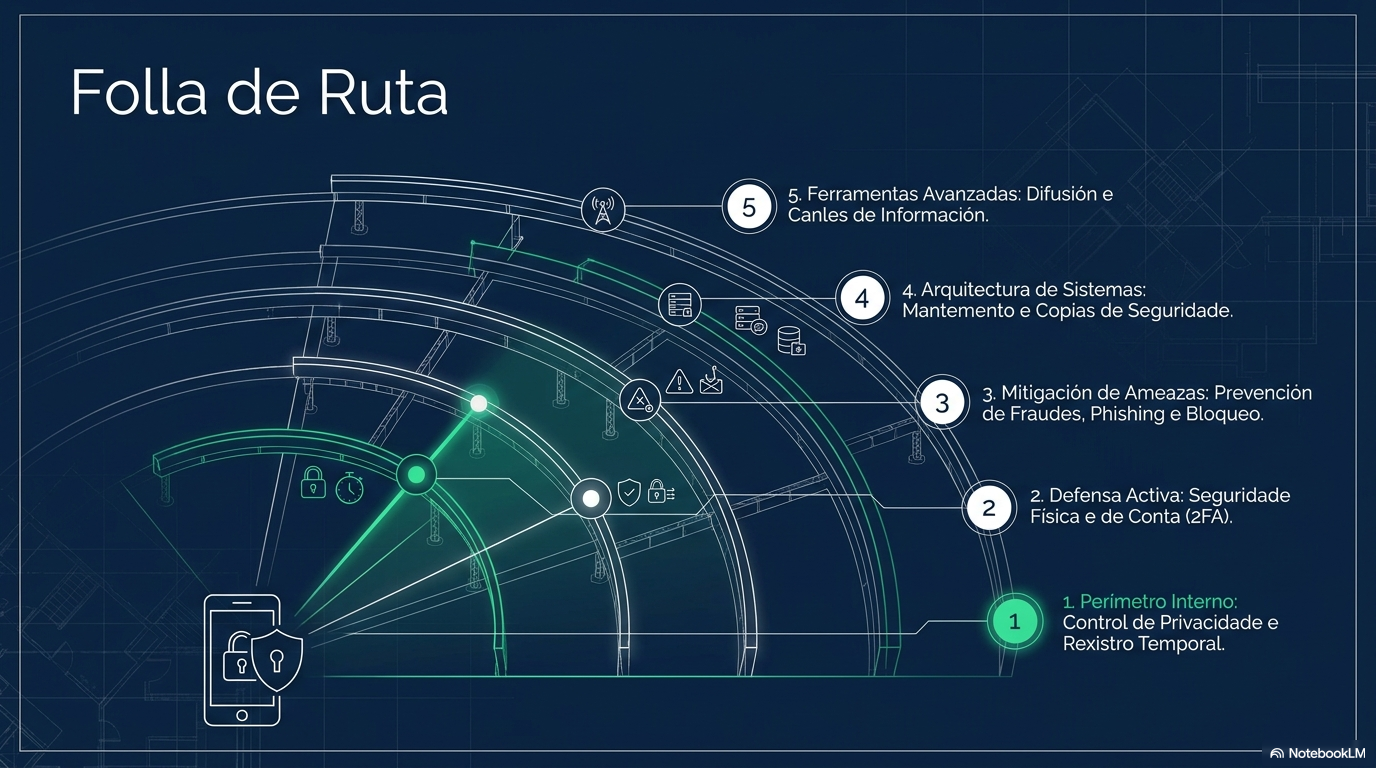 Folla de Ruta
5
5. Ferramentas Avanzadas: Difusión e
Canles de Información.
4
4. Arquitectura de Sistemas:
Mantemento e Copias de Seguridade.
3
3. Mitigación de Ameazas: Prevención
de Fraudes, Phishing e Bloqueo.
2
2. Defensa Activa: Seguridade
Física e de Conta (2FA).
1
1. Perímetro Interno:
Control de Privacidade e
Rexistro Temporal.
NotebookLM